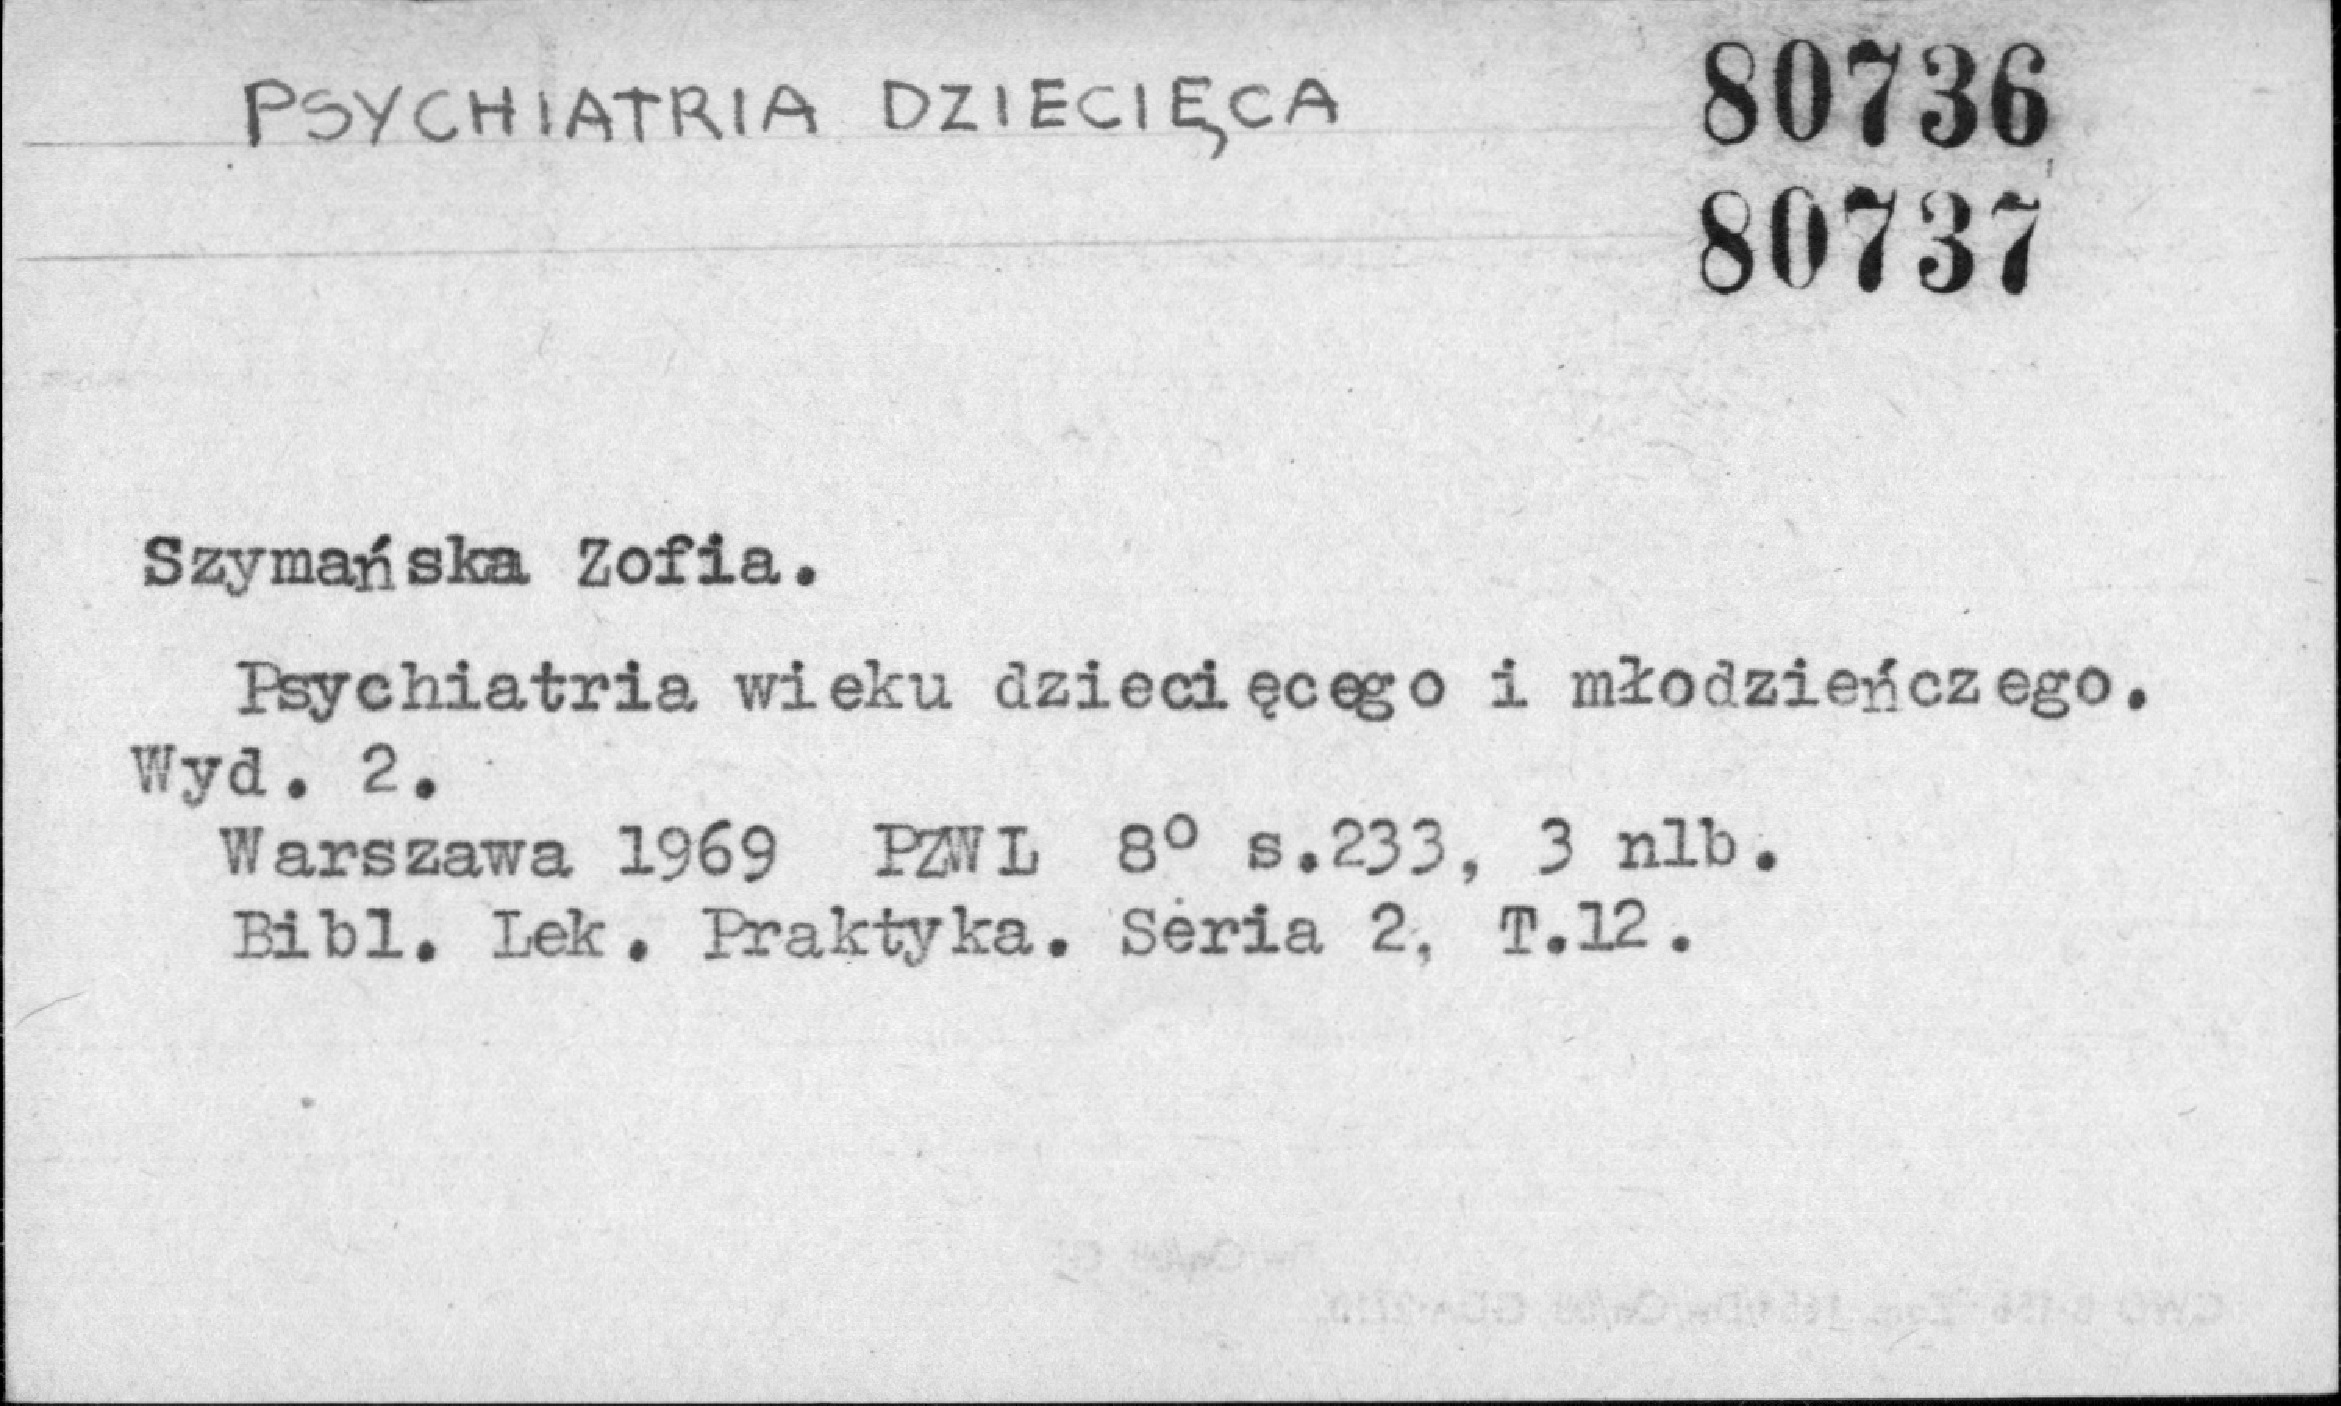 PSYCHIATRIA DZIECIĘCA
80736
80737
Szymańska Zofia.
Psychiatria wieku dziecięcego i młodzieńczego.
Wyd. 2.
Warszawa 1969 PZWL 8° s.233, 3 nlb.
Bibl. Lek. Praktyka. Seria 2, T.12.